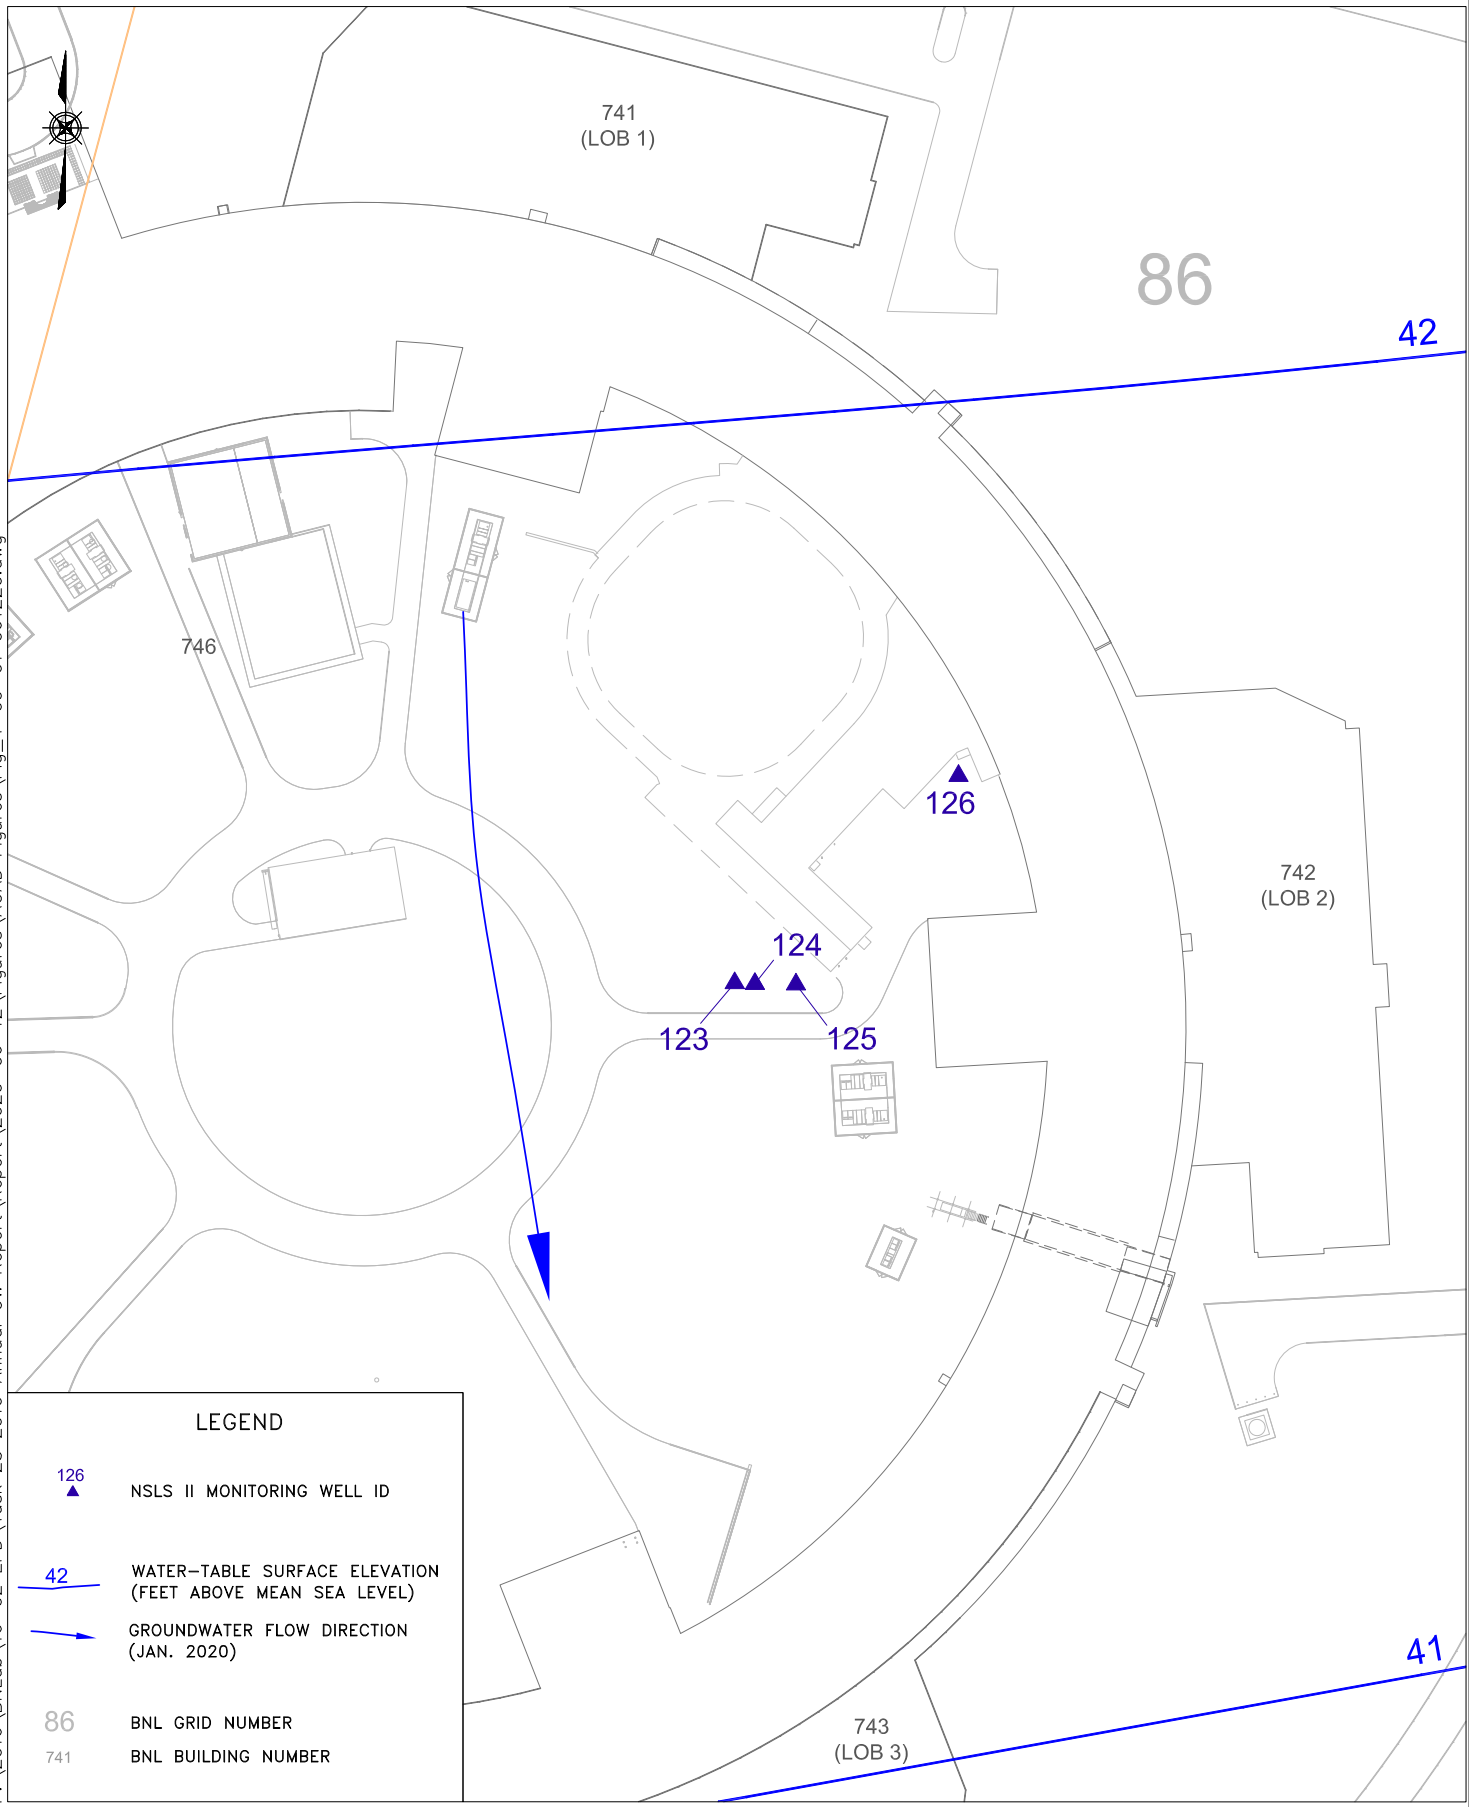 741
(LOB 1)
86
42
746
126
742
(LOB 2)
124
123
125
LEGEND
126
NSLS II MONITORING WELL ID
42
WATER-TABLE SURFACE ELEVATION
(FEET ABOVE MEAN SEA LEVEL)
GROUNDWATER FLOW DIRECTION
(JAN. 2020)
86
BNL GRID NUMBER
741
BNL BUILDING NUMBER
41
743
(LOB 3)